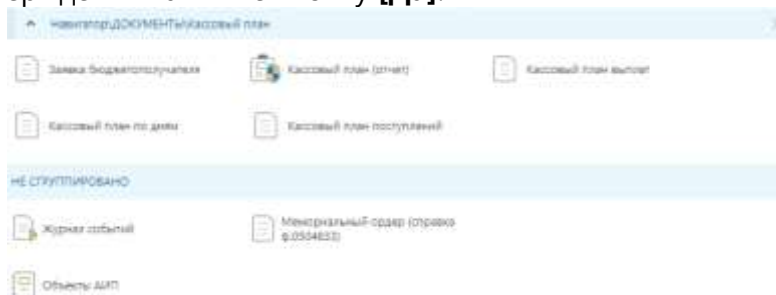 [Да].
Навигатор\ДОКУМЕНТЫ\Кассовый план
Заявка бюджетополучателя
Кассовый план (отчет)
Кассовый план выплат
Кассовый план по дням
Кассовый план поступлений
НЕ СГРУППИРОВАНО
Журнал событий
Мемориальный ордер (справка
ф.0504833)
Объекты АИП